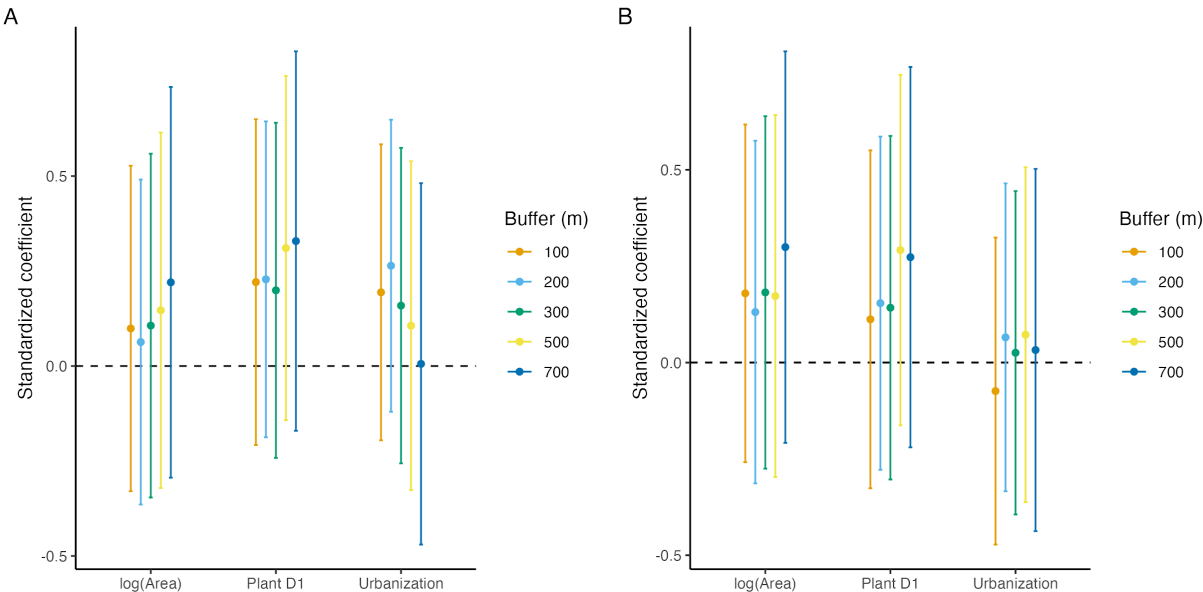 A
Standardized coefficient
0.5
0.0
-0.5
log(Area)
Plant D1
Urbanization
Buffer (m)
100
200
300
500
700
B
Standardized coefficient
0.5
0.0
-0.5
log(Area)
Plant D1
Urbanization
Buffer (m)
100
200
300
500
700